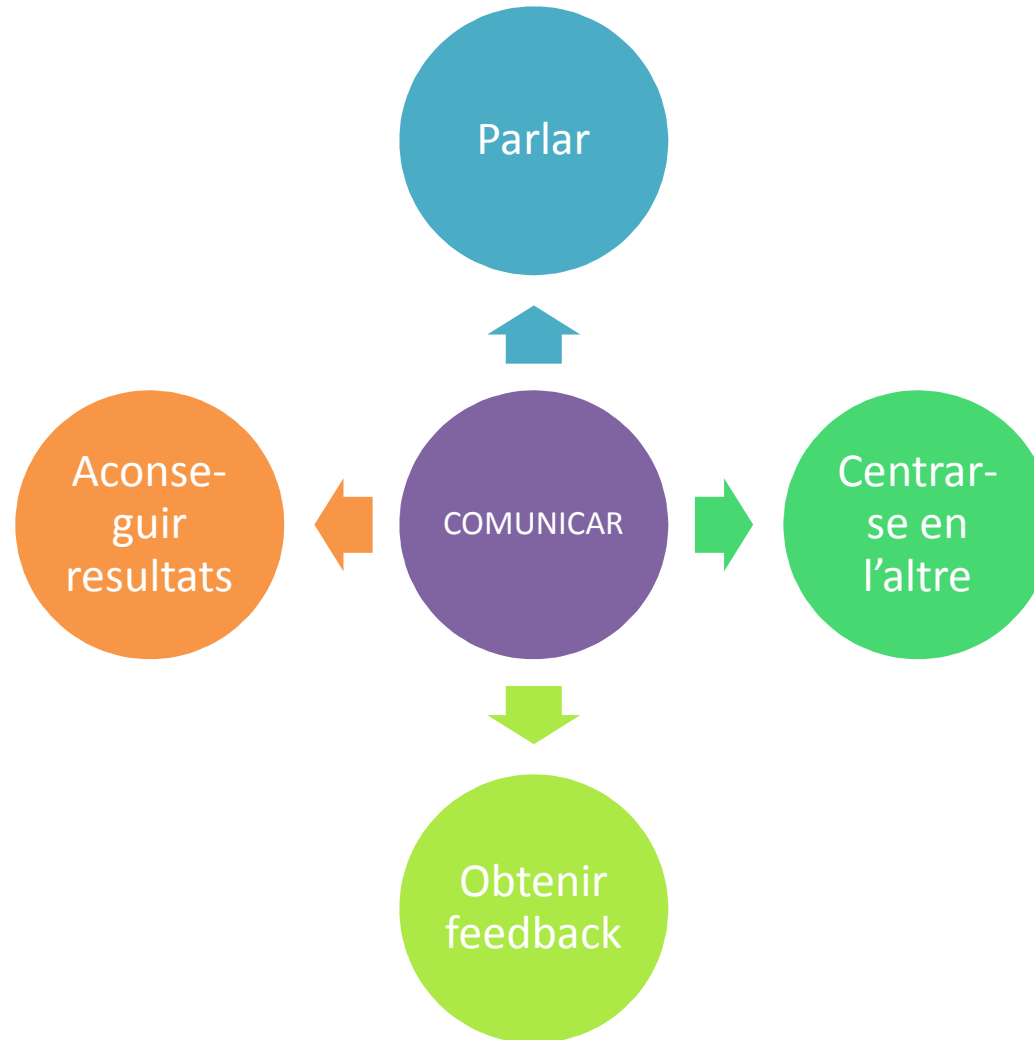 Parlar
Aconse-
guir
resultats
COMUNICAR
Centrar-
se en
l’altre
Obtenir
feedback